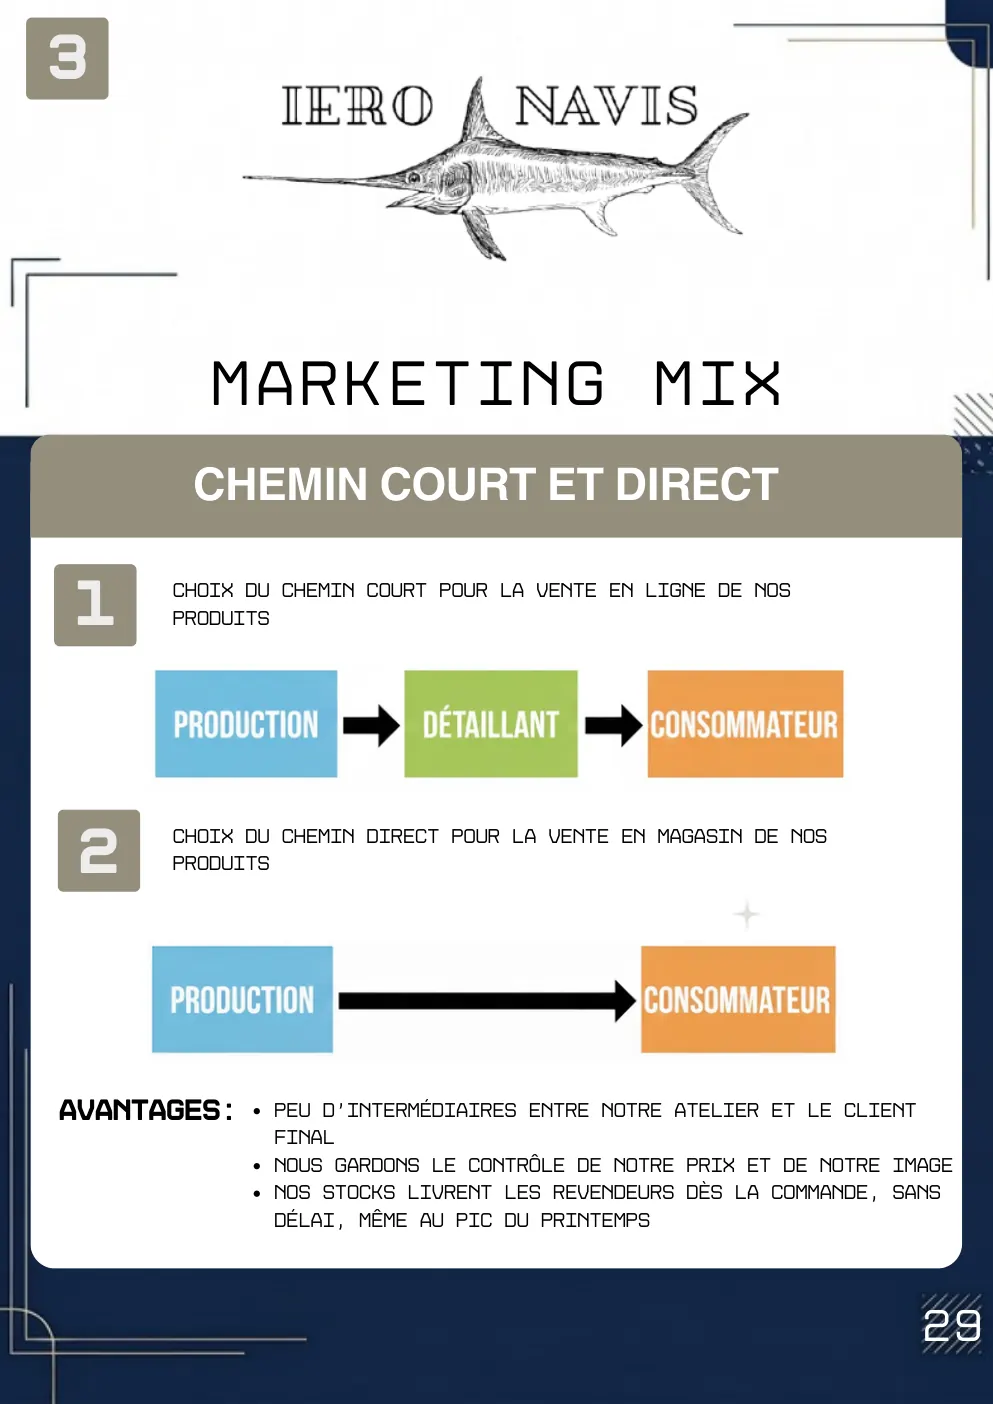 3
IERO NAVIS
MARKETING MIX
CHEMIN COURT ET DIRECT
1
CHOIX DU CHEMIN COURT POUR LA VENTE EN LIGNE DE NOS
PRODUITS
PRODUCTION
DÉTAILLANT
CONSOMMATEUR
2
CHOIX DU CHEMIN DIRECT POUR LA VENTE EN MAGASIN DE NOS
PRODUITS
PRODUCTION
CONSOMMATEUR
AVANTAGES:
• PEU D'INTERMÉDIAIRES ENTRE NOTRE ATELIER ET LE CLIENT
FINAL
• NOUS GARDONS LE CONTRÔLE DE NOTRE PRIX ET DE NOTRE IMAGE
• NOS STOCKS LIVRENT LES REVENDEURS DÈS LA COMMANDE, SANS
DÉLAI, MÊME AU PIC DU PRINTEMPS
29